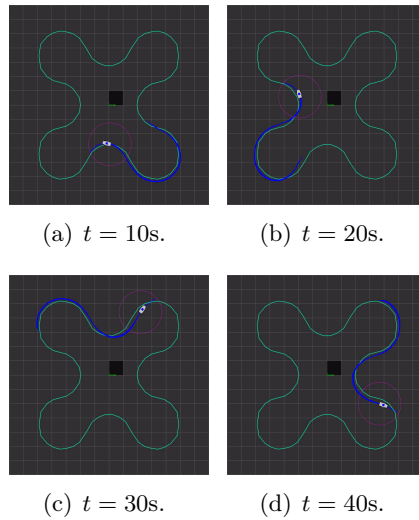 (a) t = 10s.
(b) t = 20s.
(c) t = 30s.
(d) t = 40s.